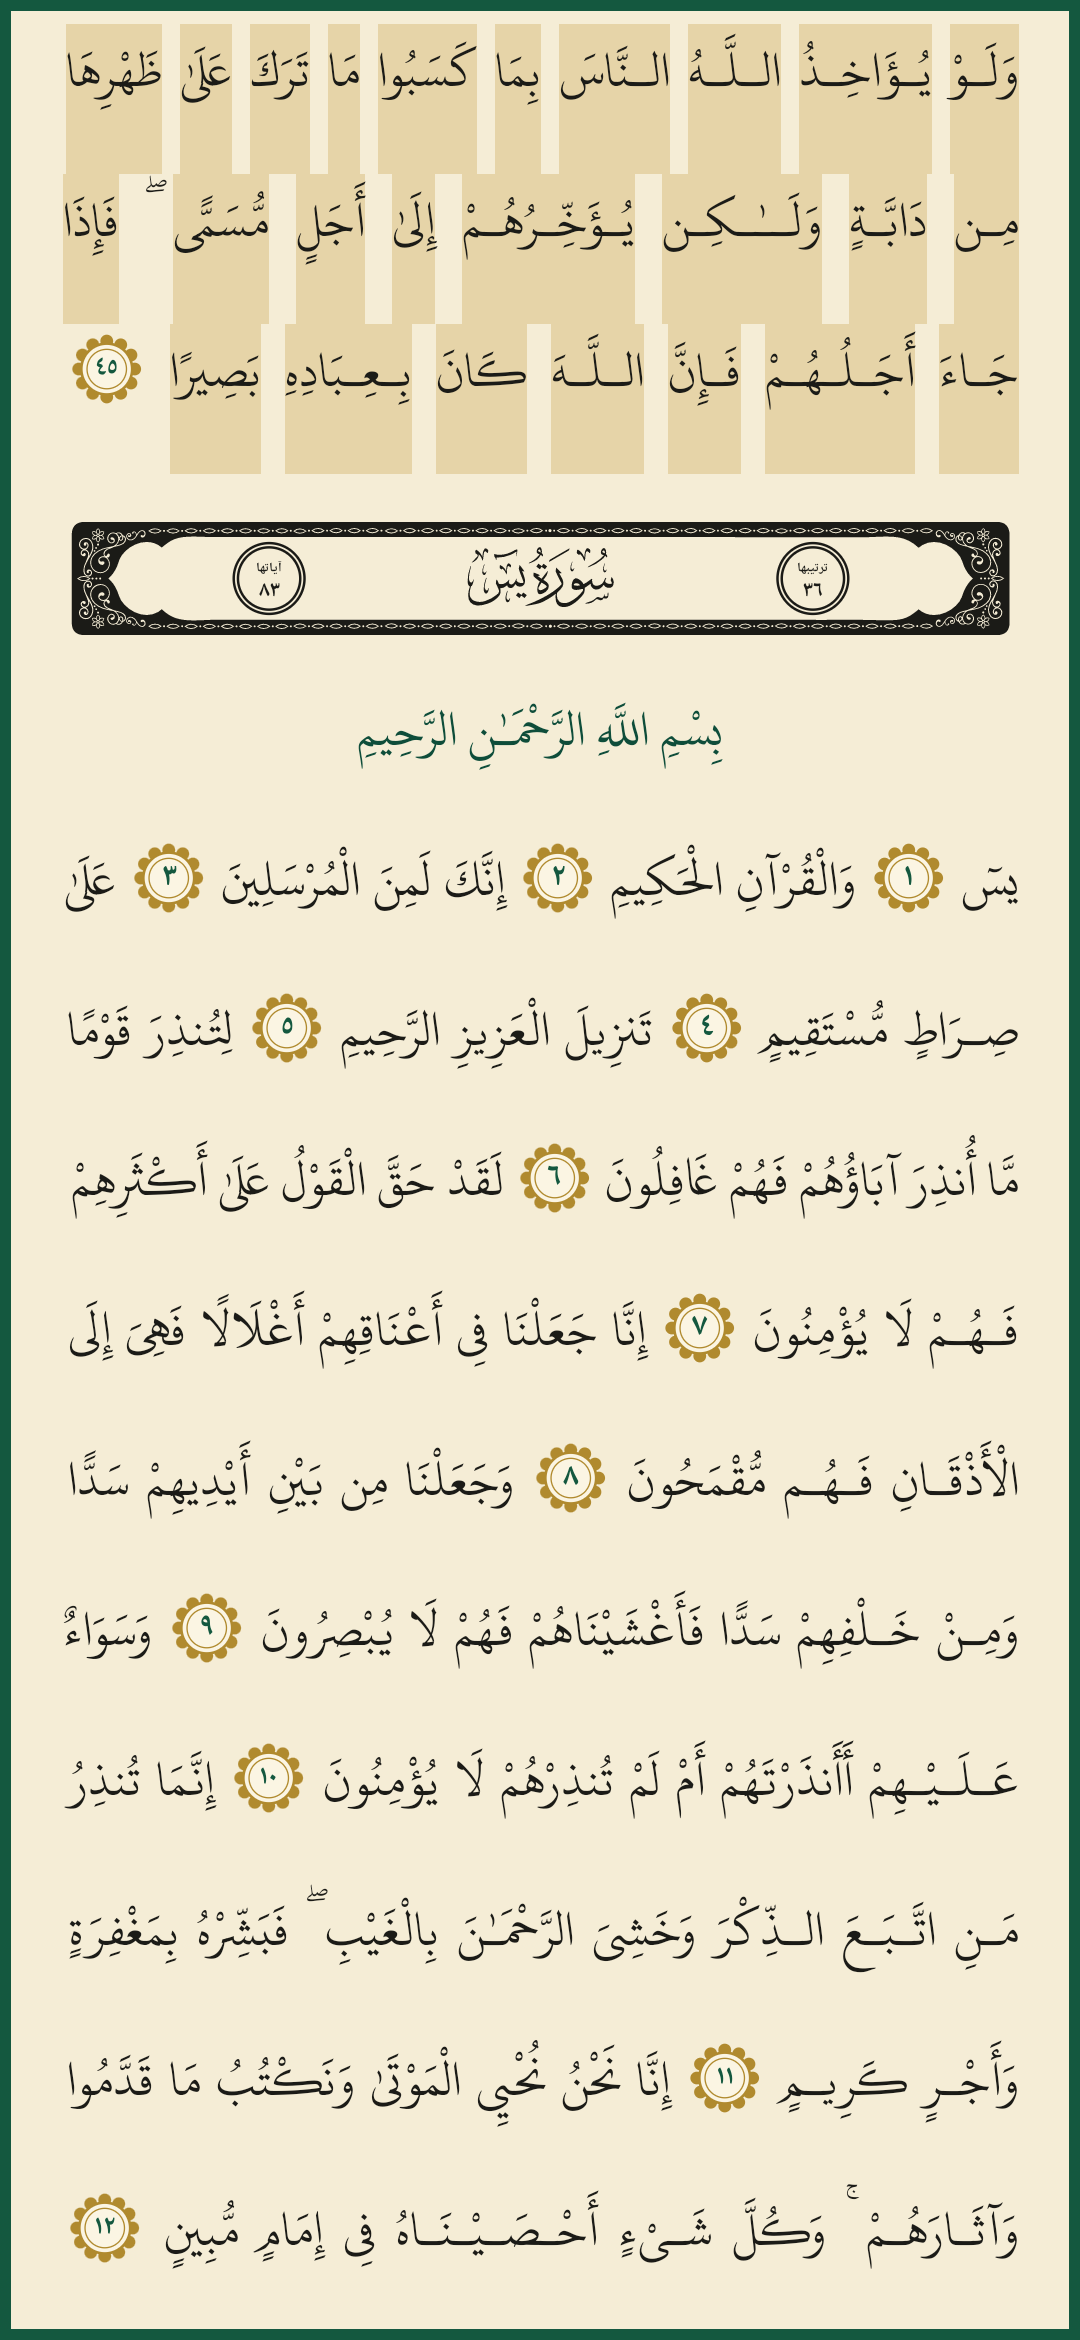 وَلَوْ يُؤَاخِذُ اللَّهُ النَّاسَ بِمَا كَسَبُوا مَا تَرَكَ عَلَىٰ ظَهْرِهَا
مِن دَابَّةٍ وَلَٰكِن يُؤَخِّرُهُمْ إِلَىٰ أَجَلٍ مُّسَمًّى ۖ فَإِذَا
جَاءَ أَجَلُهُمْ فَإِنَّ اللَّهَ كَانَ بِعِبَادِهِ بَصِيرًا ٤٥
ترتيبها ٣٦ سُورَةُ يسٓ آياتها ٨٣
بِسْمِ اللَّهِ الرَّحْمَٰنِ الرَّحِيمِ
يسٓ ١ وَالْقُرْآنِ الْحَكِيمِ ٢ إِنَّكَ لَمِنَ الْمُرْسَلِينَ ٣ عَلَىٰ
صِرَاطٍ مُّسْتَقِيمٍ ٤ تَنزِيلَ الْعَزِيزِ الرَّحِيمِ ٥ لِتُنذِرَ قَوْمًا
مَّا أُنذِرَ آبَاؤُهُمْ فَهُمْ غَافِلُونَ ٦ لَقَدْ حَقَّ الْقَوْلُ عَلَىٰ أَكْثَرِهِمْ
فَهُمْ لَا يُؤْمِنُونَ ٧ إِنَّا جَعَلْنَا فِي أَعْنَاقِهِمْ أَغْلَالًا فَهِيَ إِلَى
الْأَذْقَانِ فَهُم مُّقْمَحُونَ ٨ وَجَعَلْنَا مِن بَيْنِ أَيْدِيهِمْ سَدًّا
وَمِنْ خَلْفِهِمْ سَدًّا فَأَغْشَيْنَاهُمْ فَهُمْ لَا يُبْصِرُونَ ٩ وَسَوَاءٌ
عَلَيْهِمْ أَأَنذَرْتَهُمْ أَمْ لَمْ تُنذِرْهُمْ لَا يُؤْمِنُونَ ١٠ إِنَّمَا تُنذِرُ
مَنِ اتَّبَعَ الذِّكْرَ وَخَشِيَ الرَّحْمَٰنَ بِالْغَيْبِ ۖ فَبَشِّرْهُ بِمَغْفِرَةٍ
وَأَجْرٍ كَرِيمٍ ١١ إِنَّا نَحْنُ نُحْيِي الْمَوْتَىٰ وَنَكْتُبُ مَا قَدَّمُوا
وَآثَارَهُمْ ۚ وَكُلَّ شَيْءٍ أَحْصَيْنَاهُ فِي إِمَامٍ مُّبِينٍ ١٢